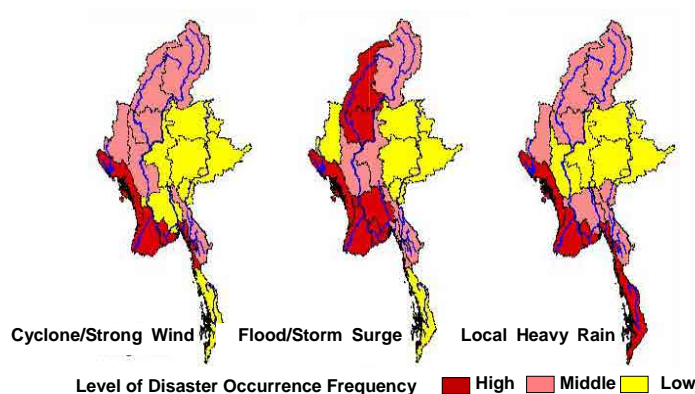 Cyclone/Strong Wind
Flood/Storm Surge
Local Heavy Rain
Level of Disaster Occurrence Frequency High Middle Low